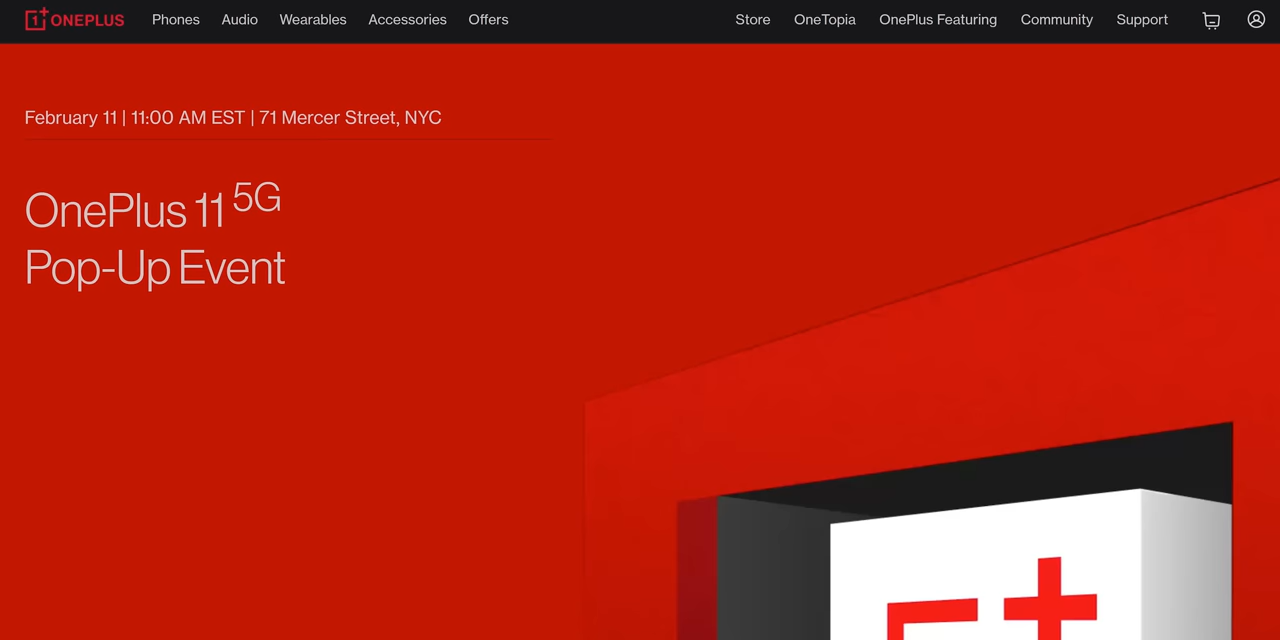 ONEPLUS Phones Audio Wearables Accessories Offers Store OneTopia OnePlus Featuring Community Support
February 11 | 11:00 AM EST | 71 Mercer Street, NYC
OnePlus 11 5G
Pop-Up Event